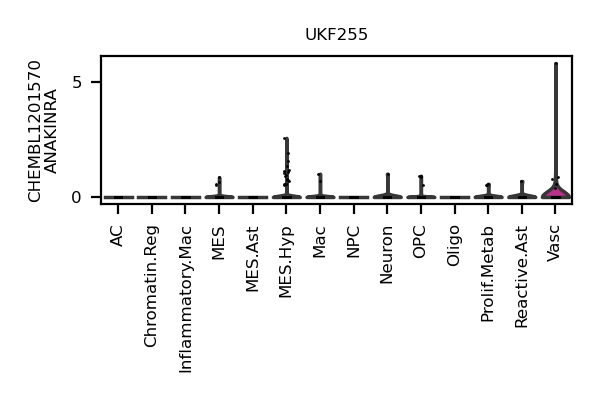 UKF255
CHEMBL1201570
ANAKINRA
5
0
AC
Chromatin.Reg
Inflammatory.Mac
MES
MES.Ast
MES.Hyp
Mac
NPC
Neuron
OPC
Oligo
Prolif.Metab
Reactive.Ast
Vasc